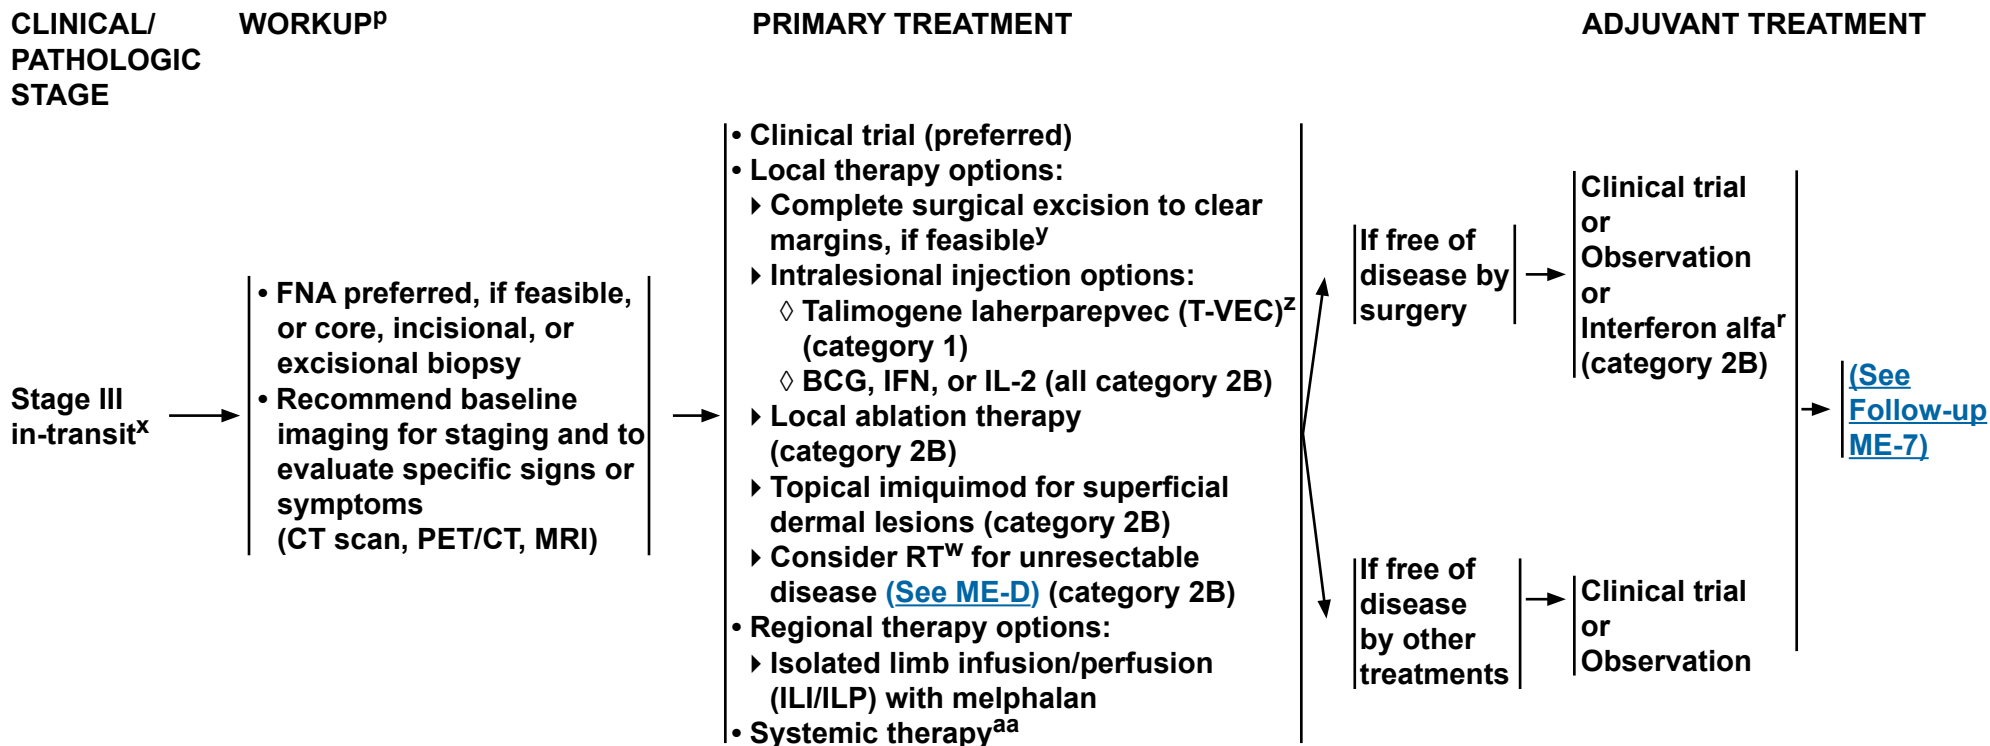 CLINICAL/
PATHOLOGIC
STAGE
WORKUPp
PRIMARY TREATMENT
ADJUVANT TREATMENT
Stage III
in-transitx
• FNA preferred, if feasible,
or core, incisional, or
excisional biopsy
• Recommend baseline
imaging for staging and to
evaluate specific signs or
symptoms
(CT scan, PET/CT, MRI)
• Clinical trial (preferred)
• Local therapy options:
▸ Complete surgical excision to clear
margins, if feasibley
▸ Intralesional injection options:
◊ Talimogene laherparepvec (T-VEC)z
(category 1)
◊ BCG, IFN, or IL-2 (all category 2B)
▸ Local ablation therapy
(category 2B)
▸ Topical imiquimod for superficial
dermal lesions (category 2B)
▸ Consider RTw for unresectable
disease (See ME-D) (category 2B)
• Regional therapy options:
▸ Isolated limb infusion/perfusion
(ILI/ILP) with melphalan
• Systemic therapyaa
If free of
disease by
surgery
Clinical trial
or
Observation
or
Interferon alfar
(category 2B)
If free of
disease
by other
treatments
Clinical trial
or
Observation
(See
Follow-up
ME-7)